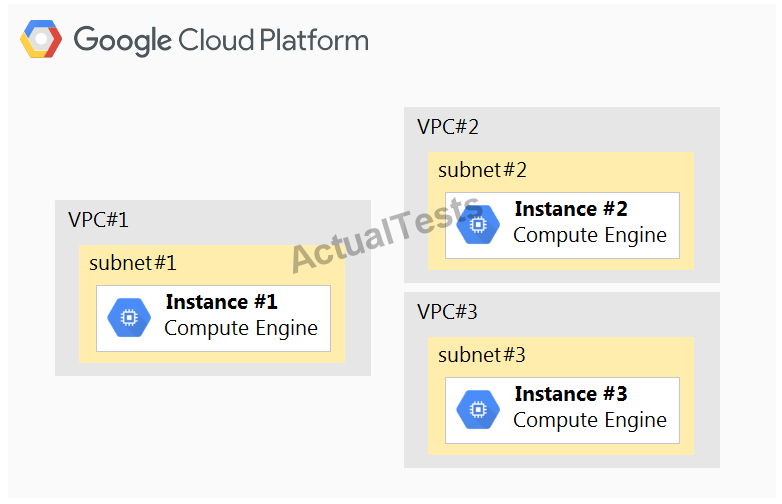 Google Cloud Platform
VPC#1
subnet#1
Instance #1
Compute Engine
VPC#2
subnet#2
Instance #2
Compute Engine
VPC#3
subnet#3
Instance #3
Compute Engine
ActualTests